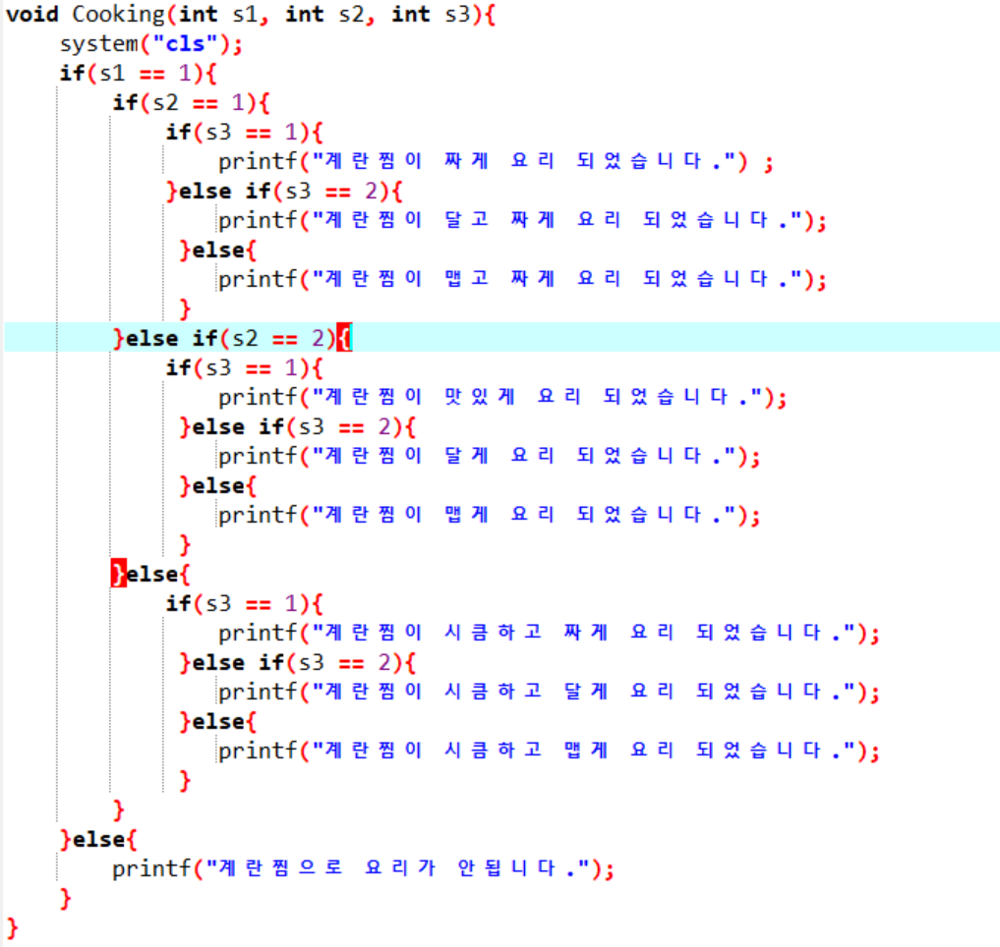 void Cooking(int s1, int s2, int s3){
    system("cls");
    if(s1 == 1){
        if(s2 == 1){
            if(s3 == 1){
                printf("계란찜이 짜게 요리 되었습니다.") ;
            }else if(s3 == 2){
                printf("계란찜이 달고 짜게 요리 되었습니다.");
             }else{
                printf("계란찜이 맵고 짜게 요리 되었습니다.");
             }
        }else if(s2 == 2){
            if(s3 == 1){
                printf("계란찜이 맛있게 요리 되었습니다.");
             }else if(s3 == 2){
                printf("계란찜이 달게 요리 되었습니다.");
             }else{
                printf("계란찜이 맵게 요리 되었습니다.");
             }
        }else{
            if(s3 == 1){
                printf("계란찜이 시큼하고 짜게 요리 되었습니다.");
             }else if(s3 == 2){
                printf("계란찜이 시큼하고 달게 요리 되었습니다.");
             }else{
                printf("계란찜이 시큼하고 맵게 요리 되었습니다.");
             }
        }
    }else{
        printf("계란찜으로 요리가 안됩니다.");
    }
}